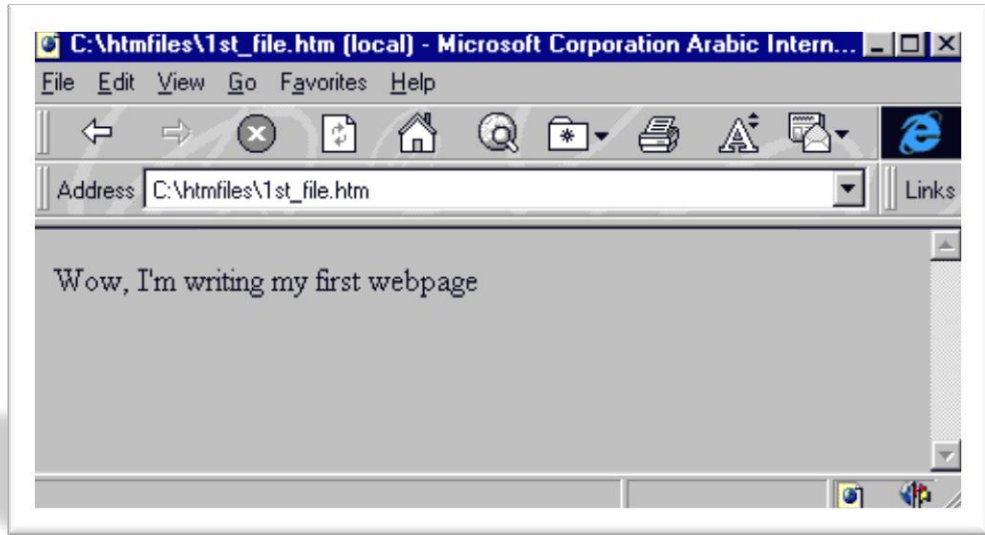 C:\htmfiles\1st_file.htm (local) - Microsoft Corporation Arabic Intern...
File Edit View Go Favorites Help
Address C:\htmfiles\1st_file.htm Links
Wow, I'm writing my first webpage